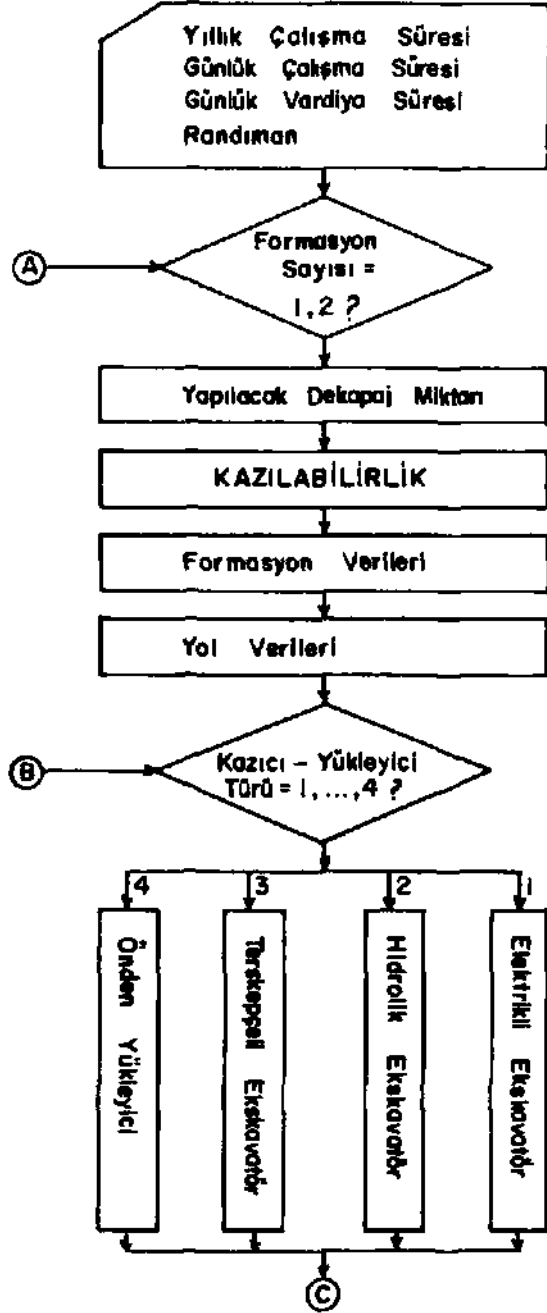 Yıllık Çalışma Süresi
Günlük Çalışma Süresi
Günlük Vardiya Süresi
Randıman
A
Formasyon
Sayısı =
1,2 ?
Yapılacak Dekapaj Miktarı
KAZILABİLİRLİK
Formasyon Verileri
Yol Verileri
B
Kazıcı – Yükleyici
Türü = 1, ...,4 ?
4
3
2
1
Önden Yükleyici
Terskepçeli Ekskavatör
Hidrolik Ekskavatör
Elektrikli Ekskavatör
C